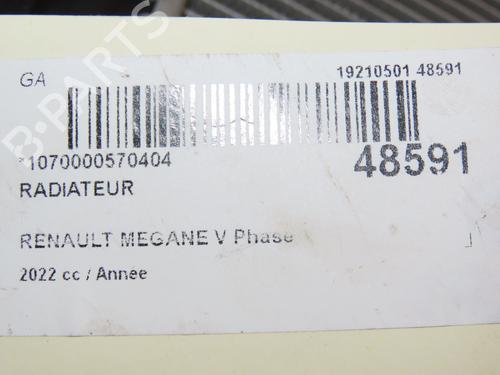 GA
19210501 48591
*1070000570404
48591
RADIATEUR
RENAULT MEGANE V Phase
2022 cc / Annee
B-PARTS